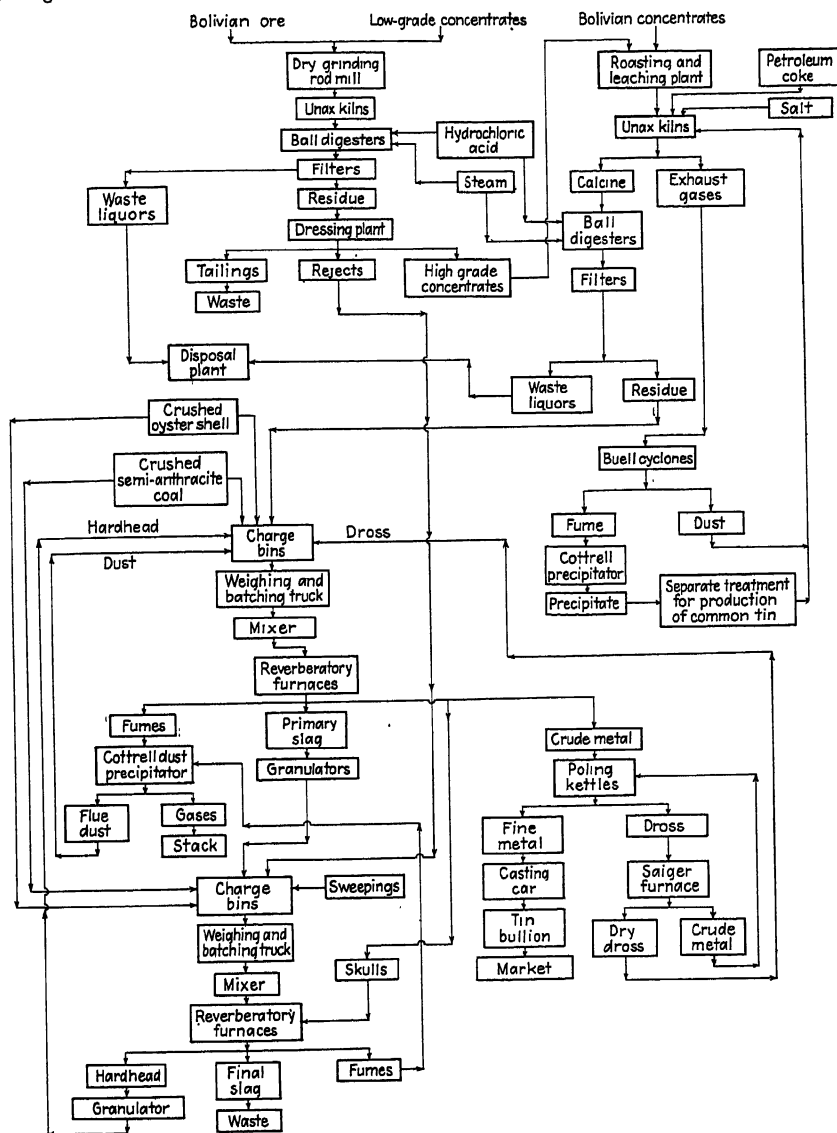 Bolivian ore
Low-grade concentrates
Bolivian concentrates
Dry grinding
rod mill
Roasting and
leaching plant
Petroleum
coke
Unax kilns
Salt
Unax kilns
Ball digesters
Hydrochloric
acid
Filters
Steam
Calcine
Exhaust
gases
Waste
liquors
Residue
Dressing plant
Ball
digesters
Tailings
Rejects
High grade
concentrates
Filters
Waste
Disposal
plant
Waste
liquors
Residue
Crushed
oyster shell
Buell cyclones
Crushed
semi-anthracite
coal
Hardhead
Dust
Charge
bins
Dross
Fume
Dust
Cottrell
precipitator
Weighing and
batching truck
Precipitate
Separate treatment
for production
of common tin
Mixer
Reverberatory
furnaces
Fumes
Primary
slag
Crude metal
Cottrell dust
precipitator
Granulators
Poling
kettles
Flue
dust
Gases
Stack
Fine
metal
Dross
Charge
bins
Sweepings
Casting
car
Saiger
furnace
Weighing and
batching truck
Tin
bullion
Dry
dross
Crude
metal
Skulls
Market
Mixer
Reverberatory
furnaces
Hardhead
Final
slag
Fumes
Granulator
Waste